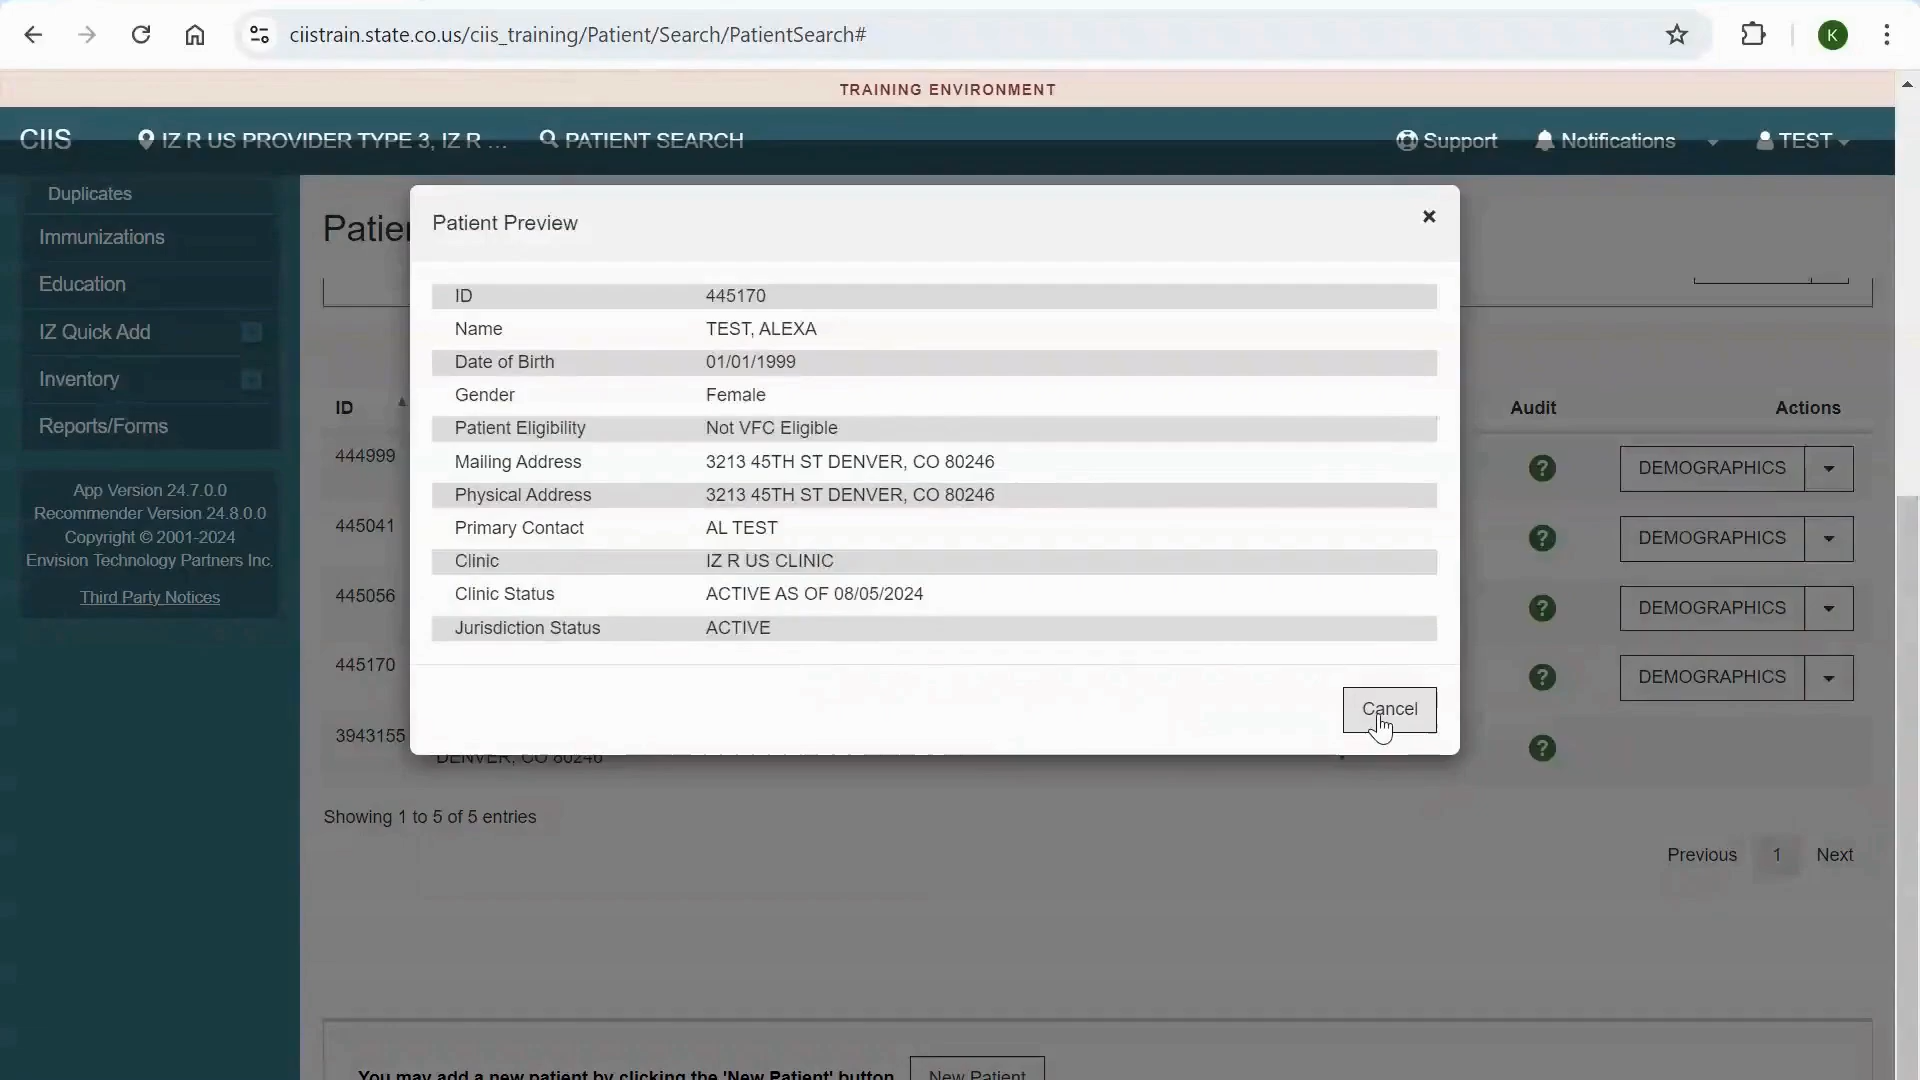 ciistrain.state.co.us/ciis_training/Patient/Search/PatientSearch#
K
TRAINING ENVIRONMENT
CIIS
IZ R US PROVIDER TYPE 3, IZ R ...
PATIENT SEARCH
Support
Notifications
TEST
Duplicates
Immunizations
Education
IZ Quick Add
Inventory
Reports/Forms
App Version 24.7.0.0
Recommender Version 24.8.0.0
Copyright © 2001-2024
Envision Technology Partners Inc.
Third Party Notices
Patient Preview
×
ID 445170
Name TEST, ALEXA
Date of Birth 01/01/1999
Gender Female
Patient Eligibility Not VFC Eligible
Mailing Address 3213 45TH ST DENVER, CO 80246
Physical Address 3213 45TH ST DENVER, CO 80246
Primary Contact AL TEST
Clinic IZ R US CLINIC
Clinic Status ACTIVE AS OF 08/05/2024
Jurisdiction Status ACTIVE
Cancel
ID Audit Actions
444999 ? DEMOGRAPHICS
445041 ? DEMOGRAPHICS
445056 ? DEMOGRAPHICS
445170 ? DEMOGRAPHICS
3943155 ?
DENVER, CO 80246
Showing 1 to 5 of 5 entries
Previous 1 Next
You may add a new patient by clicking the 'New Patient' button. New Patient